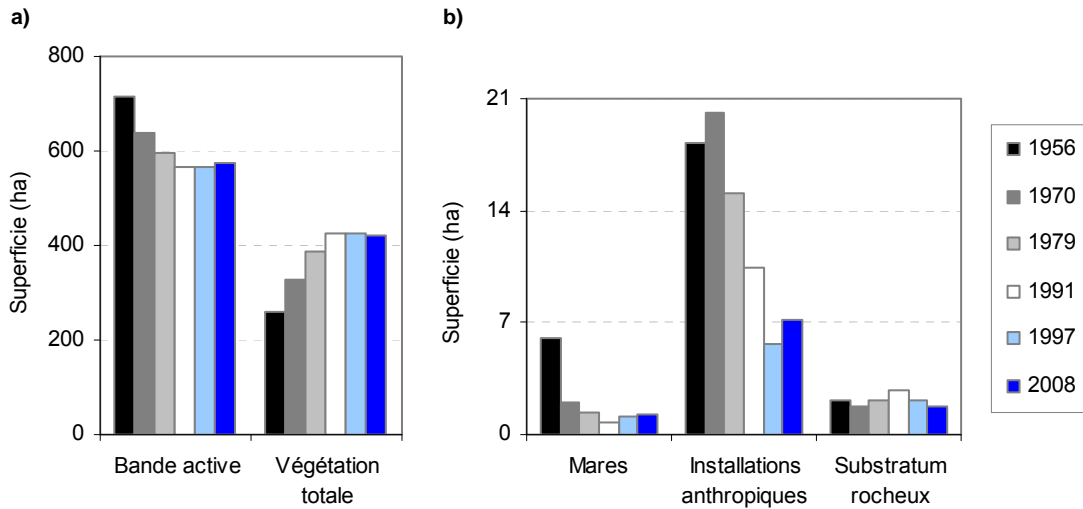 a)
b)
Superficie (ha)
800
600
400
200
0
Bande active
Végétation
totale
Superficie (ha)
21
14
7
0
Mares
Installations
anthropiques
Substratum
rocheux
1956
1970
1979
1991
1997
2008